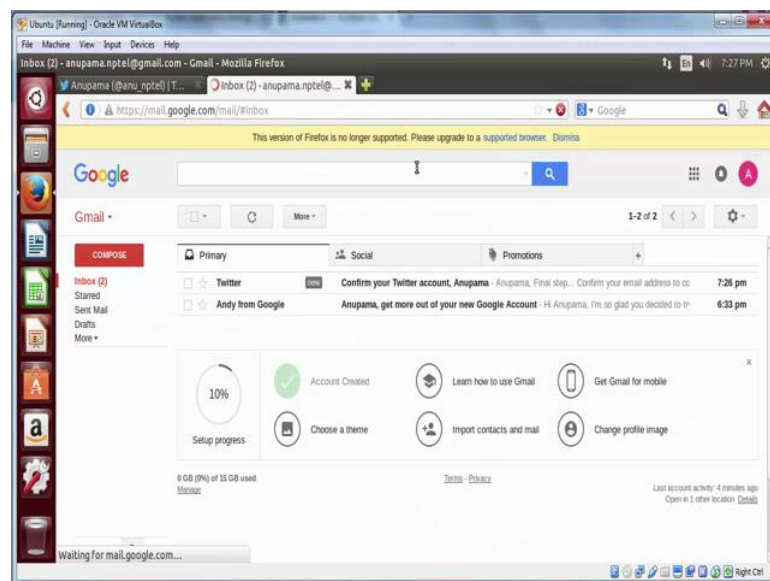 Ubuntu [Running] - Oracle VM VirtualBox
File Machine View Input Devices Help
Inbox (2) - anupama.nptel@gmail.com - Gmail - Mozilla Firefox En 7:27 PM
Anupama (@anu_nptel) | T... Inbox (2) - anupama.nptel@...
https://mail.google.com/mail/#inbox Google
This version of Firefox is no longer supported. Please upgrade to a supported browser. Dismiss
Google A
Gmail More 1-2 of 2
COMPOSE Primary Social Promotions +
Inbox (2) Twitter new Confirm your Twitter account, Anupama - Anupama, Final step... Confirm your email address to cc 7:26 pm
Starred
Andy from Google Anupama, get more out of your new Google Account - Hi Anupama, I'm so glad you decided to try 6:33 pm
Sent Mail
Drafts
More
10% Account Created Learn how to use Gmail Get Gmail for mobile x
Setup progress Choose a theme Import contacts and mail Change profile image
0 GB (0%) of 15 GB used Terms - Privacy Last account activity: 4 minutes ago
Manage Open in 1 other location Details
Waiting for mail.google.com...
Right Ctrl